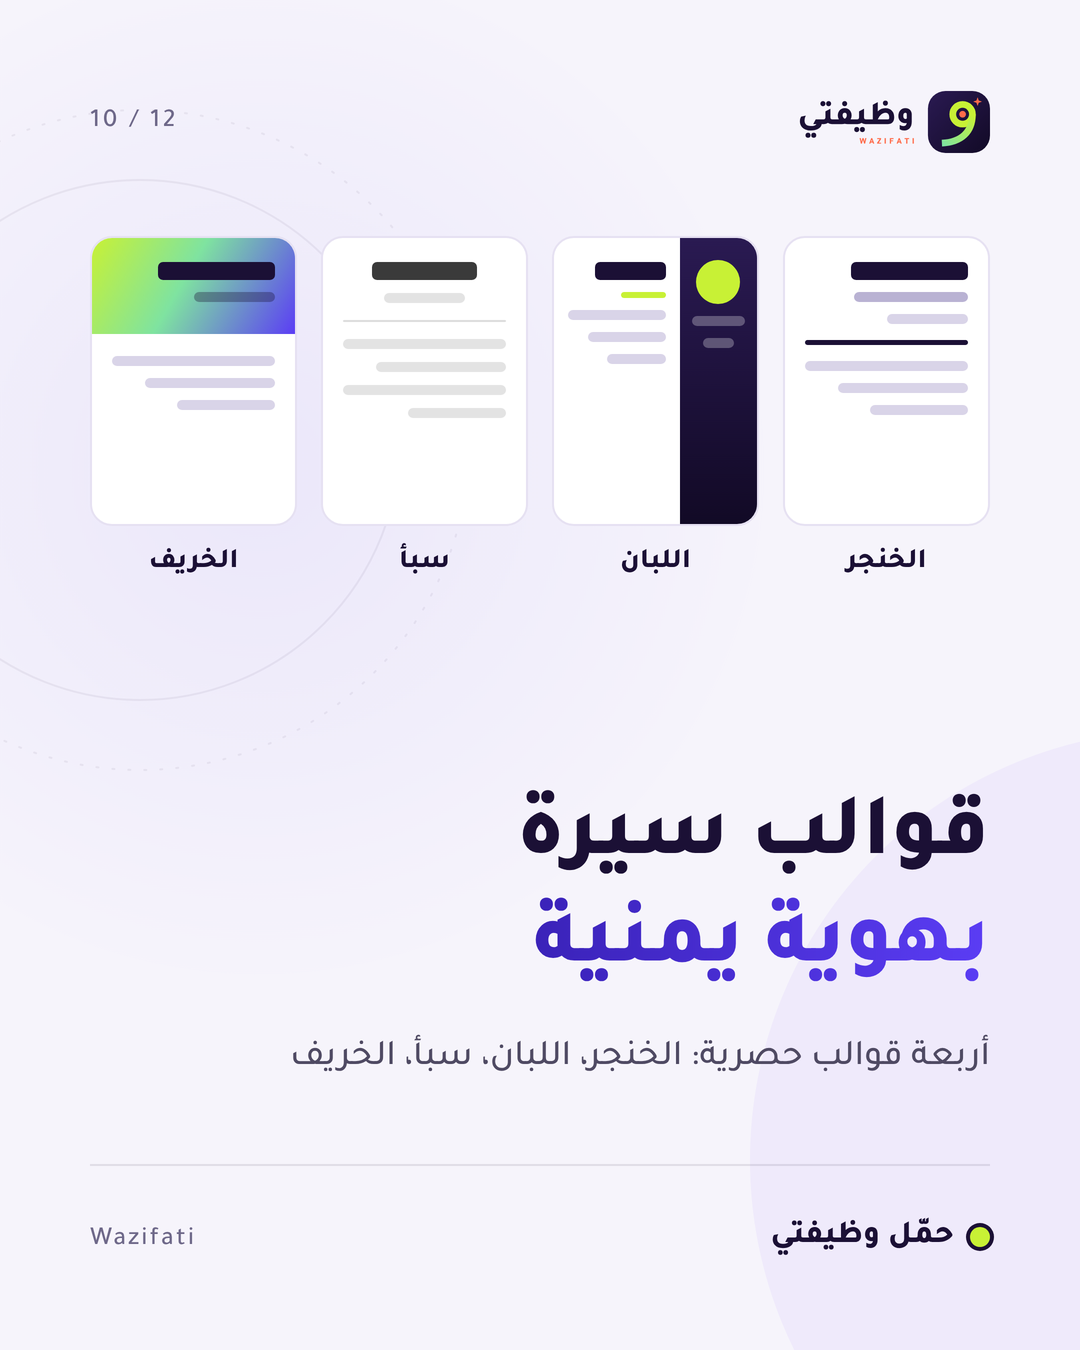 وظيفتي
WAZIFATI
10 / 12
الخنجر
اللبان
سبأ
الخريف
قوالب سيرة
بهوية يمنية
أربعة قوالب حصرية: الخنجر، اللبان، سبأ، الخريف
حمّل وظيفتي
Wazifati